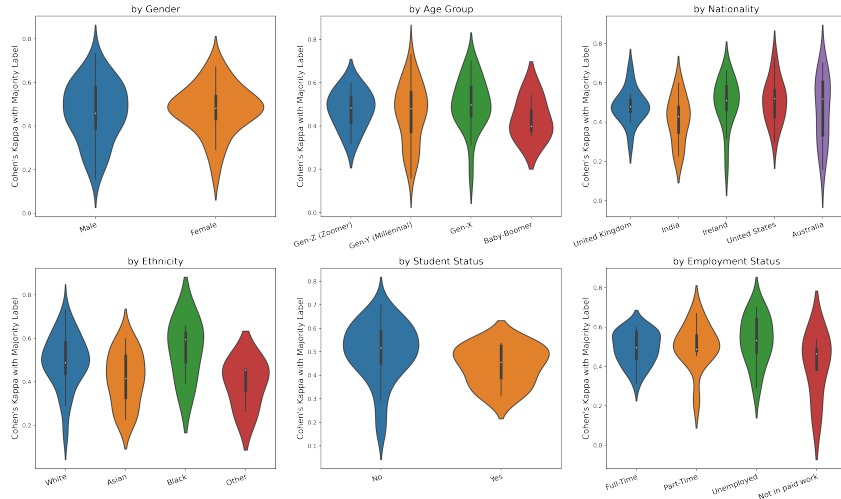 by Gender
Cohen's Kappa with Majority Label
0.8
0.6
0.4
0.2
0.0
Male
Female
by Age Group
Cohen's Kappa with Majority Label
0.8
0.6
0.4
0.2
0.0
Gen-Z (Zoomer)
Gen-Y (Millennial)
Gen-X
Baby-Boomer
by Nationality
Cohen's Kappa with Majority Label
0.8
0.6
0.4
0.2
0.0
United Kingdom
India
Ireland
United States
Australia
by Ethnicity
Cohen's Kappa with Majority Label
0.8
0.6
0.4
0.2
White
Asian
Black
Other
by Student Status
Cohen's Kappa with Majority Label
0.8
0.7
0.6
0.5
0.4
0.3
0.2
0.1
No
Yes
by Employment Status
Cohen's Kappa with Majority Label
0.8
0.6
0.4
0.2
0.0
Full-Time
Part-Time
Unemployed
Not in paid work